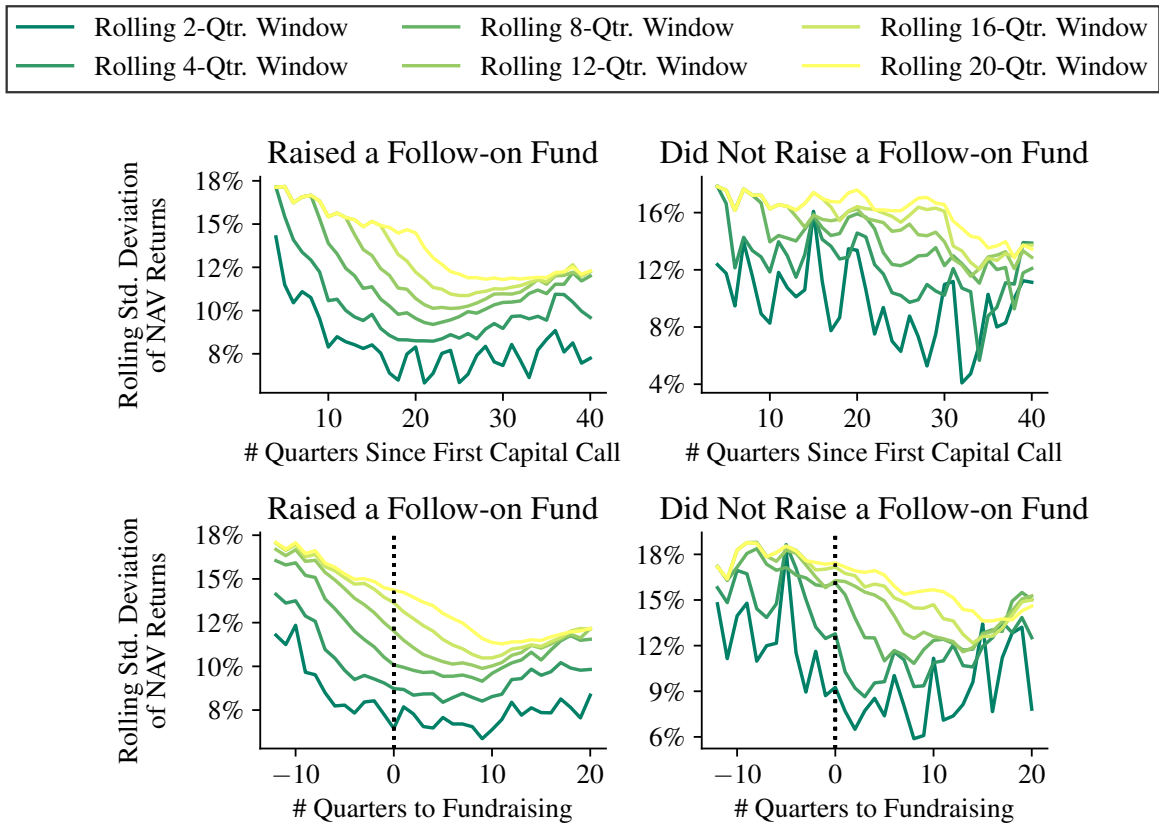 Rolling 2-Qtr. Window Rolling 8-Qtr. Window Rolling 16-Qtr. Window
Rolling 4-Qtr. Window Rolling 12-Qtr. Window Rolling 20-Qtr. Window
Raised a Follow-on Fund
Rolling Std. Deviation
of NAV Returns
18%
15%
12%
10%
8%
10 20 30 40
# Quarters Since First Capital Call
Did Not Raise a Follow-on Fund
16%
12%
8%
4%
10 20 30 40
# Quarters Since First Capital Call
Raised a Follow-on Fund
Rolling Std. Deviation
of NAV Returns
18%
15%
12%
10%
8%
−10 0 10 20
# Quarters to Fundraising
Did Not Raise a Follow-on Fund
18%
15%
12%
9%
6%
−10 0 10 20
# Quarters to Fundraising